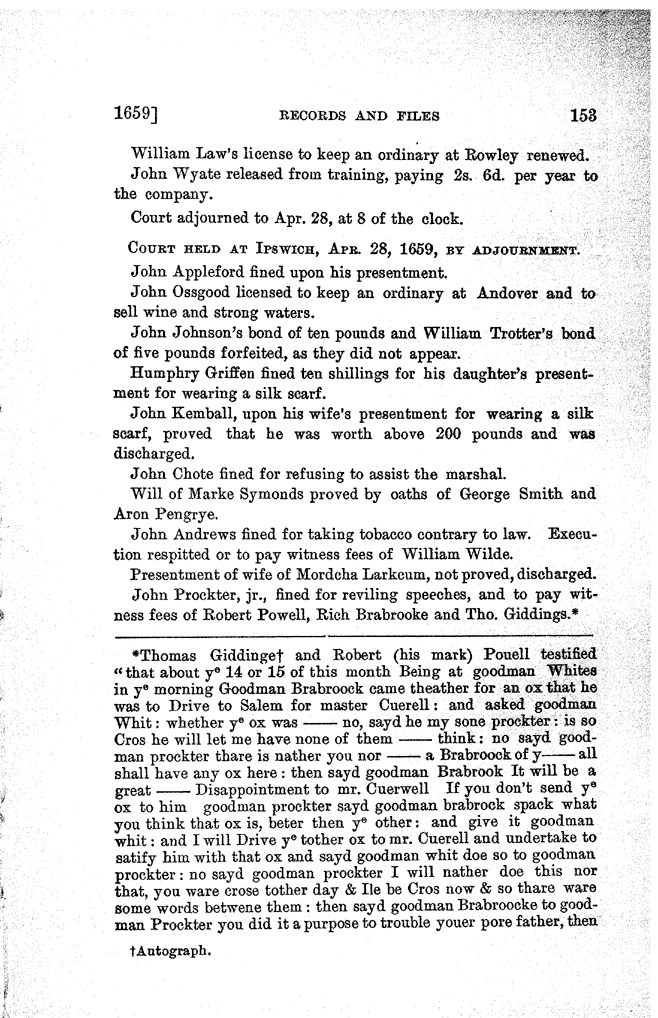 1659] RECORDS AND FILES 153
William Law's license to keep an ordinary at Rowley renewed.
John Wyate released from training, paying 2s. 6d. per year to
the company.
Court adjourned to Apr. 28, at 8 of the clock.
COURT HELD AT IPSWICH, APR. 28, 1659, BY ADJOURNMENT.
John Appleford fined upon his presentment.
John Ossgood licensed to keep an ordinary at Andover and to
sell wine and strong waters.
John Johnson's bond of ten pounds and William Trotter's bond
of five pounds forfeited, as they did not appear.
Humphry Griffen fined ten shillings for his daughter's present-
ment for wearing a silk scarf.
John Kemball, upon his wife's presentment for wearing a silk
scarf, proved that he was worth above 200 pounds and was
discharged.
John Chote fined for refusing to assist the marshal.
Will of Marke Symonds proved by oaths of George Smith and
Aron Pengrye.
John Andrews fined for taking tobacco contrary to law. Execu-
tion respitted or to pay witness fees of William Wilde.
Presentment of wife of Mordcha Larkcum, not proved, discharged.
John Prockter, jr., fined for reviling speeches, and to pay wit-
ness fees of Robert Powell, Rich Brabrooke and Tho. Giddings.*
*Thomas Giddinge† and Robert (his mark) Pouell testified
"that about yᵉ 14 or 15 of this month Being at goodman Whites
in yᵉ morning Goodman Brabroock came theather for an ox that he
was to Drive to Salem for master Cuerell: and asked goodman
Whit: whether yᵉ ox was —— no, sayd he my sone prockter: is so
Cros he will let me have none of them —— think: no sayd good-
man prockter thare is nather you nor —— a Brabroock of y—— all
shall have any ox here: then sayd goodman Brabrook It will be a
great —— Disappointment to mr. Cuerwell If you don't send yᵉ
ox to him goodman prockter sayd goodman brabrock spack what
you think that ox is, beter then yᵉ other: and give it goodman
whit: and I will Drive yᵉ tother ox to mr. Cuerell and undertake to
satify him with that ox and sayd goodman whit doe so to goodman
prockter: no sayd goodman prockter I will nather doe this nor
that, you ware crose tother day & Ile be Cros now & so thare ware
some words betwene them: then sayd goodman Brabroocke to good-
man Prockter you did it a purpose to trouble youer pore father, then
†Autograph.